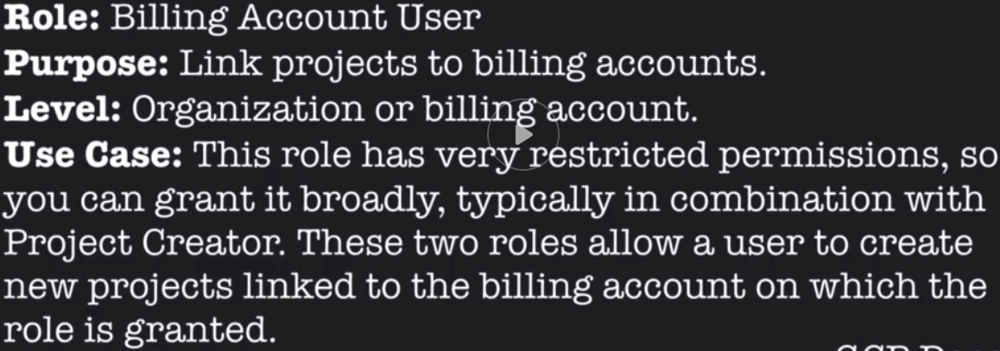 Role: Billing Account User
Purpose: Link projects to billing accounts.
Level: Organization or billing account.
Use Case: This role has very restricted permissions, so
you can grant it broadly, typically in combination with
Project Creator. These two roles allow a user to create
new projects linked to the billing account on which the
role is granted.